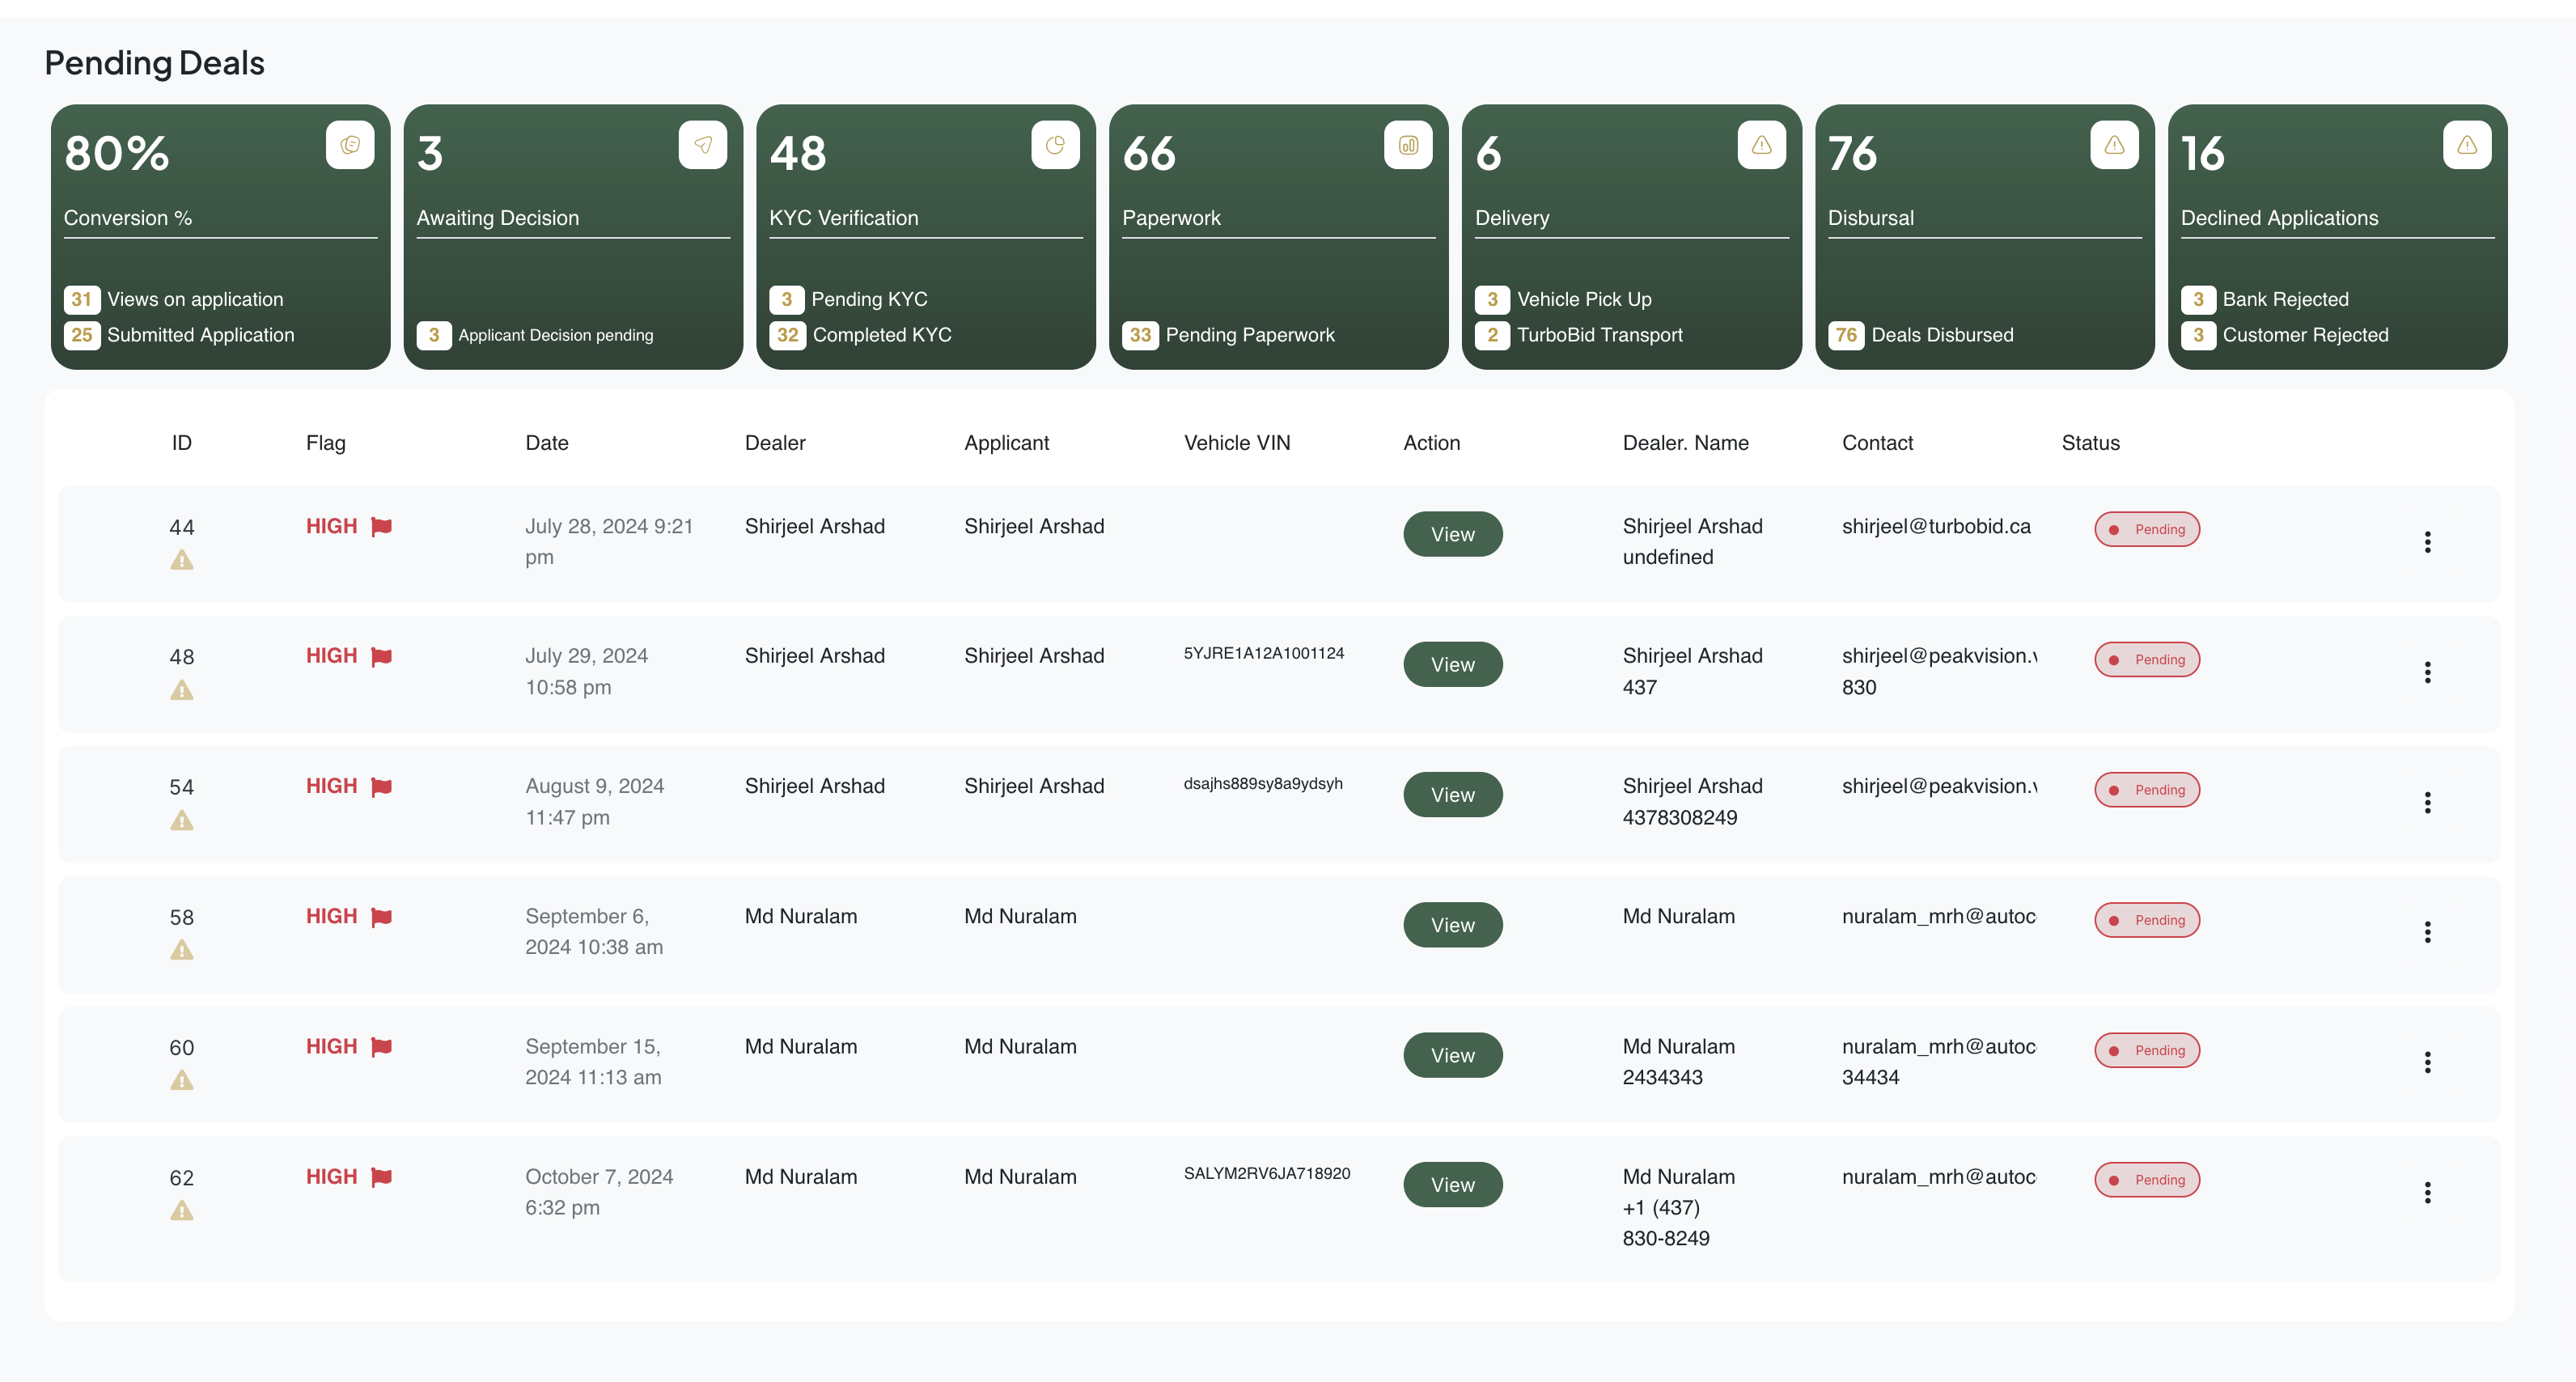 Pending Deals
80%
Conversion %
31 Views on application
25 Submitted Application
3
Awaiting Decision
3 Applicant Decision pending
48
KYC Verification
3 Pending KYC
32 Completed KYC
66
Paperwork
33 Pending Paperwork
6
Delivery
3 Vehicle Pick Up
2 TurboBid Transport
76
Disbursal
76 Deals Disbursed
16
Declined Applications
3 Bank Rejected
3 Customer Rejected
ID Flag Date Dealer Applicant Vehicle VIN Action Dealer. Name Contact Status
44 HIGH July 28, 2024 9:21 Shirjeel Arshad Shirjeel Arshad View Shirjeel Arshad shirjeel@turbobid.ca Pending
pm undefined
48 HIGH July 29, 2024 Shirjeel Arshad Shirjeel Arshad 5YJRE1A12A1001124 View Shirjeel Arshad shirjeel@peakvision.v Pending
10:58 pm 437 830
54 HIGH August 9, 2024 Shirjeel Arshad Shirjeel Arshad dsajhs889sy8a9ydsyh View Shirjeel Arshad shirjeel@peakvision.v Pending
11:47 pm 4378308249
58 HIGH September 6, Md Nuralam Md Nuralam View Md Nuralam nuralam_mrh@autoc Pending
2024 10:38 am
60 HIGH September 15, Md Nuralam Md Nuralam View Md Nuralam nuralam_mrh@autoc Pending
2024 11:13 am 2434343 34434
62 HIGH October 7, 2024 Md Nuralam Md Nuralam SALYM2RV6JA718920 View Md Nuralam nuralam_mrh@autoc Pending
6:32 pm +1 (437)
830-8249